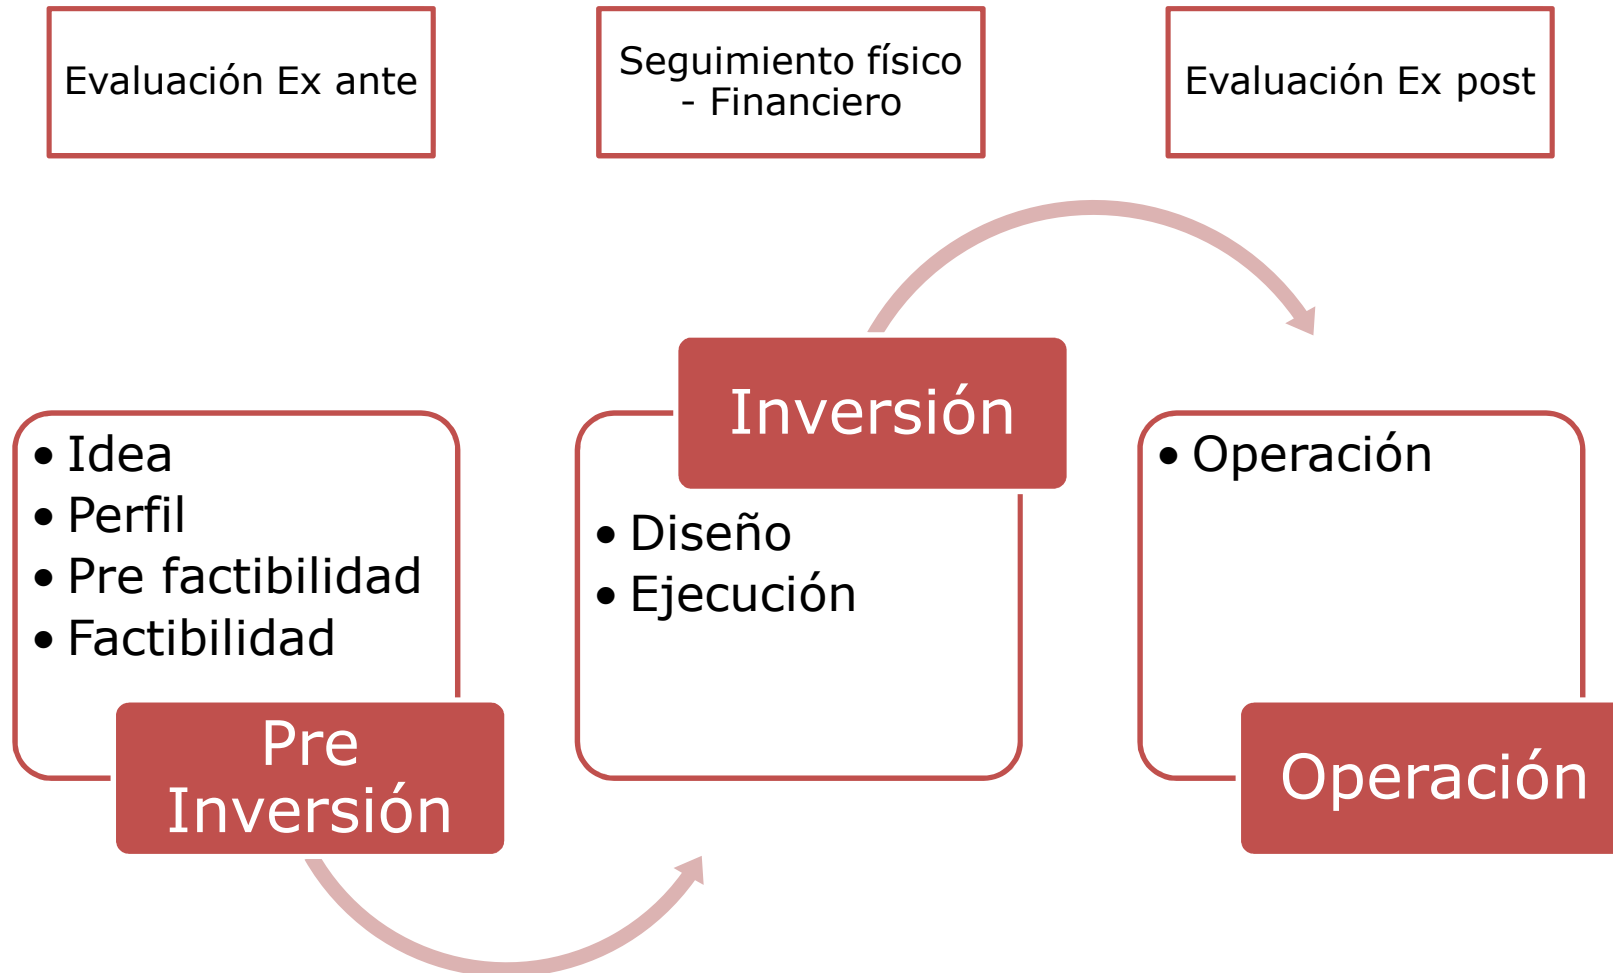 Evaluación Ex ante
Seguimiento físico
- Financiero
Evaluación Ex post
• Idea
• Perfil
• Pre factibilidad
• Factibilidad
Pre
Inversión
Inversión
• Diseño
• Ejecución
• Operación
Operación